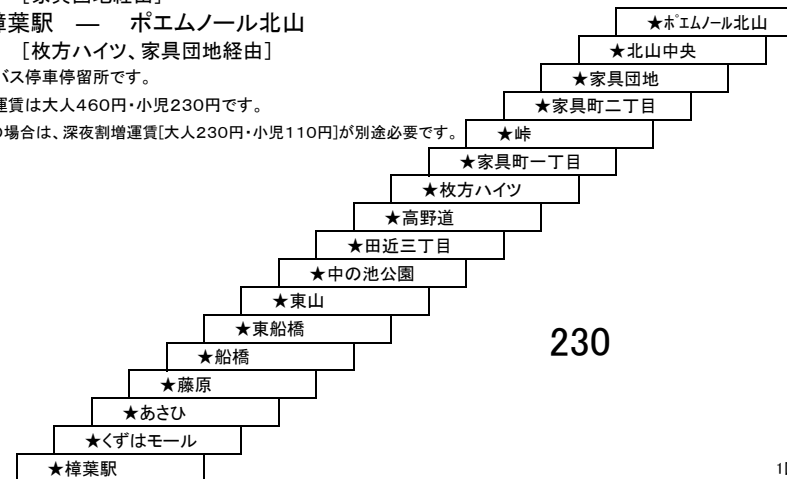 [家具団地経由]
樟葉駅 ― ポエムノール北山
[枚方ハイツ、家具団地経由]
バス停車停留所です。
運賃は大人460円・小児230円です。
の場合は、深夜割増運賃[大人230円・小児110円]が別途必要です。
★ポエムノール北山
★北山中央
★家具団地
★家具町二丁目
★峠
★家具町一丁目
★枚方ハイツ
★高野道
★田近三丁目
★中の池公園
★東山
★東船橋
★船橋
★藤原
★あさひ
★くずはモール
★樟葉駅
230